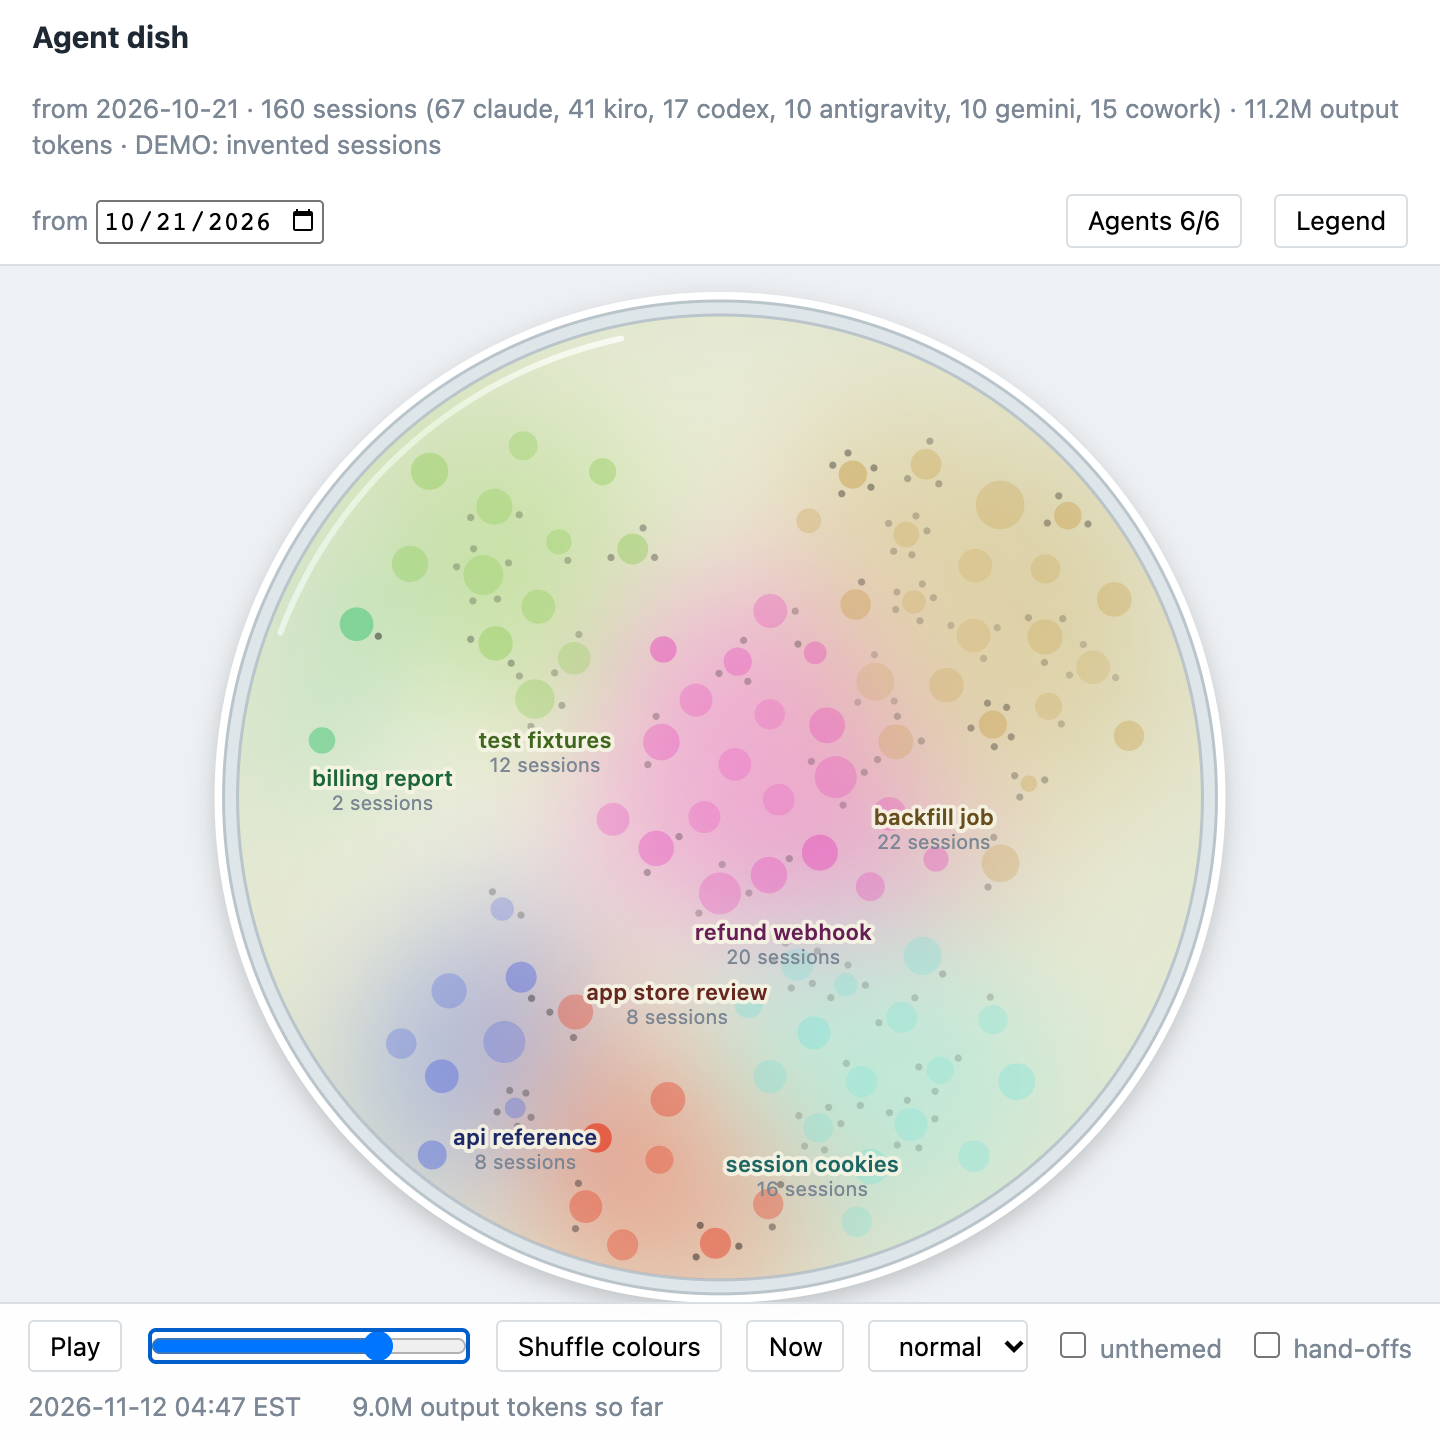 Agent dish
from 2026-10-21 · 160 sessions (67 claude, 41 kiro, 17 codex, 10 antigravity, 10 gemini, 15 cowork) · 11.2M output
tokens · DEMO: invented sessions
from 10/21/2026
Agents 6/6
Legend
test fixtures
12 sessions
billing report
2 sessions
backfill job
22 sessions
refund webhook
20 sessions
app store review
8 sessions
api reference
8 sessions
session cookies
16 sessions
Play
Shuffle colours
Now
normal
unthemed
hand-offs
2026-11-12 04:47 EST
9.0M output tokens so far